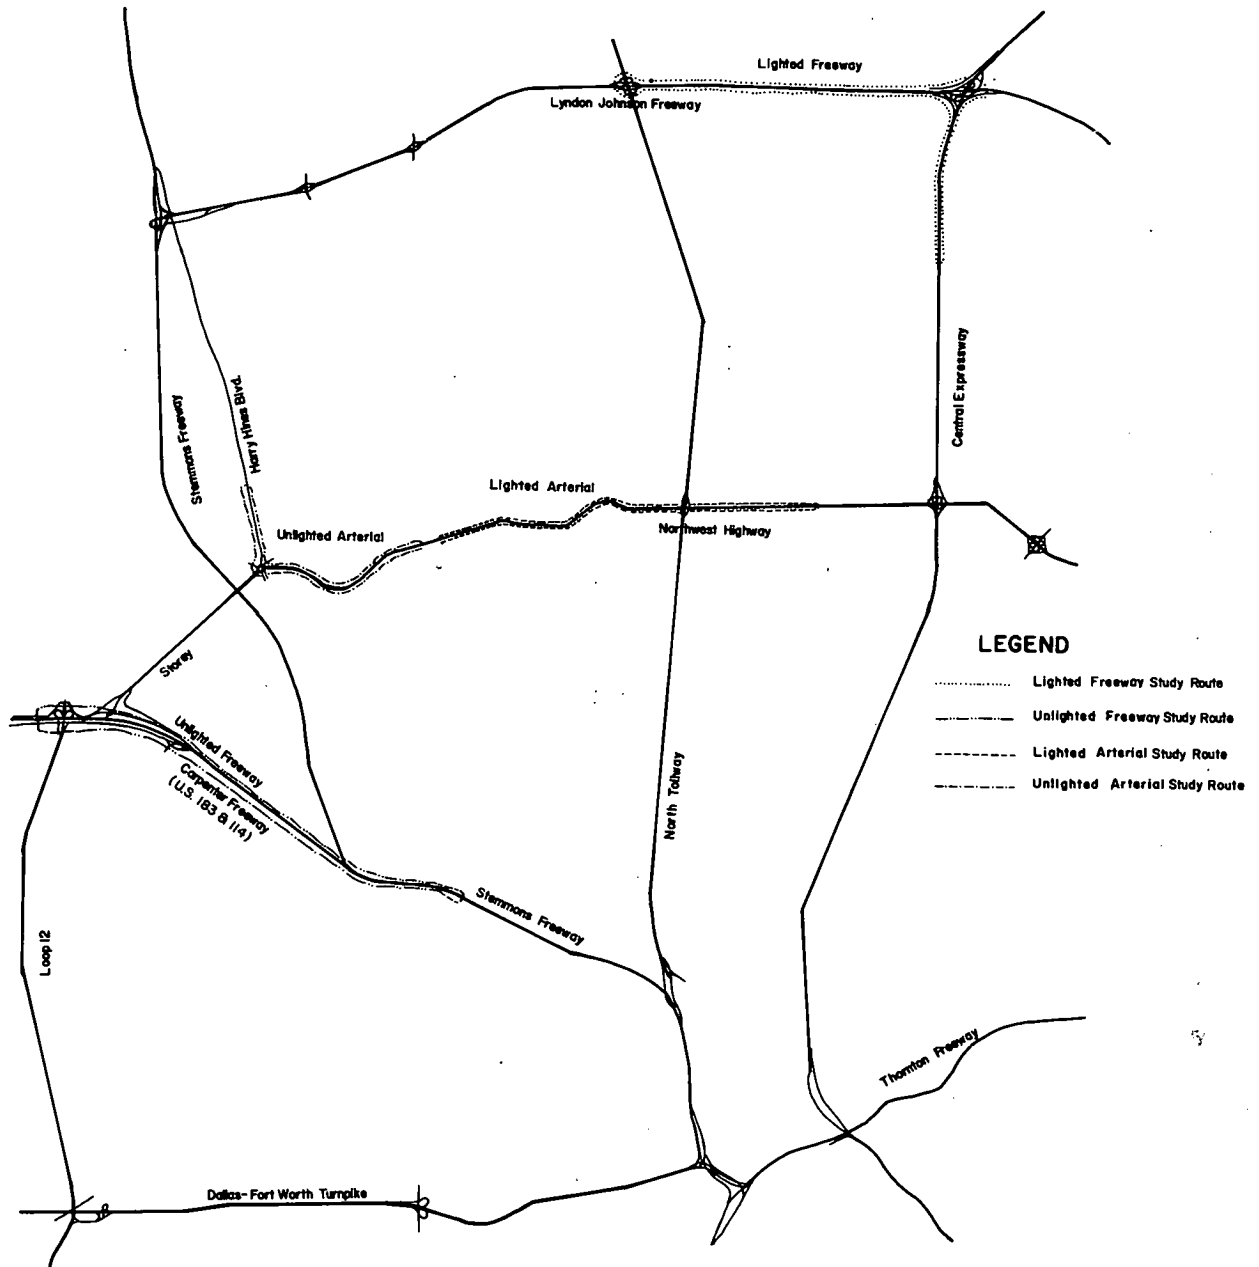 Lighted Freeway
Lyndon Johnson Freeway
Central Expressway
Stemmons Freeway
Harry Hines Blvd.
Lighted Arterial
Unlighted Arterial
Northwest Highway
Storey
Unlighted Freeway
Carpenter Freeway
(U.S. 183 & 114)
North Tollway
LEGEND
Lighted Freeway Study Route
Unlighted Freeway Study Route
Lighted Arterial Study Route
Unlighted Arterial Study Route
Stemmons Freeway
Loop 12
Thornton Freeway
Dallas-Fort Worth Turnpike